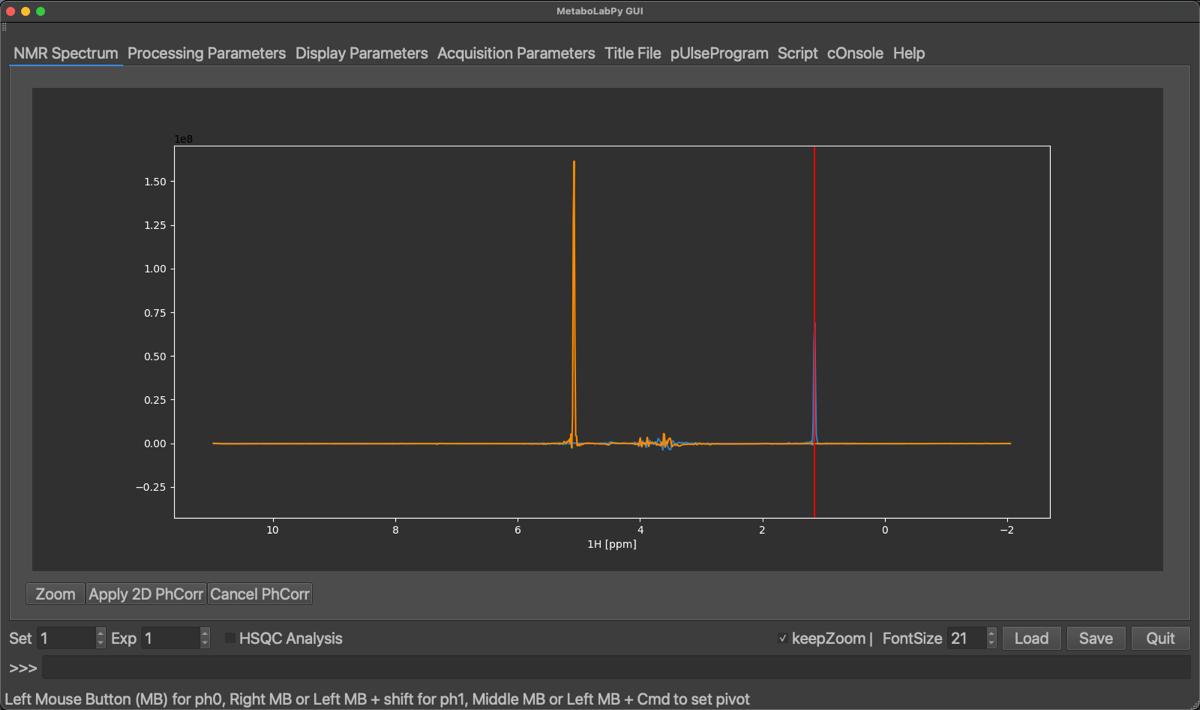 MetaboLabPy GUI
NMR Spectrum Processing Parameters Display Parameters Acquisition Parameters Title File pUlseProgram Script cOnsole Help
1e8
1.50
1.25
1.00
0.75
0.50
0.25
0.00
−0.25
10 8 6 4 2 0 −2
1H [ppm]
Zoom Apply 2D PhCorr Cancel PhCorr
Set 1 Exp 1 HSQC Analysis keepZoom | FontSize 21 Load Save Quit
>>>
Left Mouse Button (MB) for ph0, Right MB or Left MB + shift for ph1, Middle MB or Left MB + Cmd to set pivot